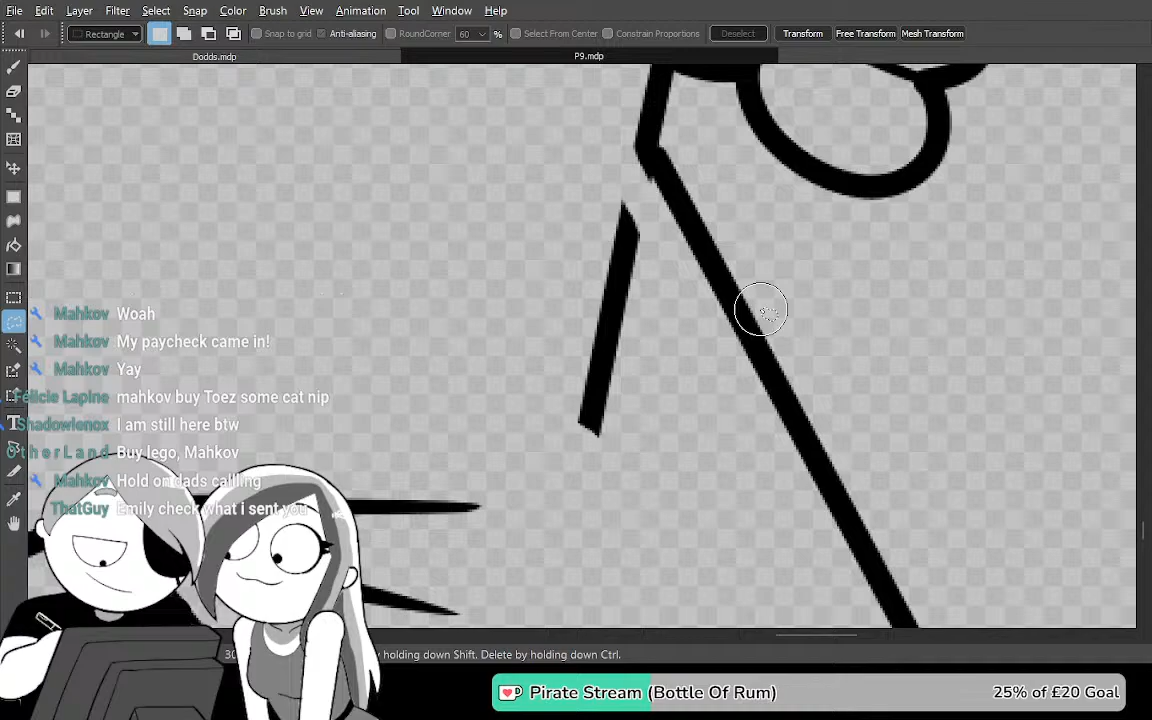 File Edit Layer Filter Select Snap Color Brush View Animation Tool Window Help
Rectangle Snap to grid Anti-aliasing RoundCorner 60 % Select From Center Constrain Proportions Deselect Transform Free Transform Mesh Transform
Dodds.mdp P9.mdp
Mahkov Woah
Mahkov My paycheck came in!
Mahkov Yay
Félicie Lapine mahkov buy Toez some cat nip
Shadowlenox I am still here btw
O t h e r L a n d Buy lego, Mahkov
Mahkov Hold on dads callling
ThatGuy Emily check what i sent you
holding down Shift. Delete by holding down Ctrl.
Pirate Stream (Bottle Of Rum) 25% of £20 Goal